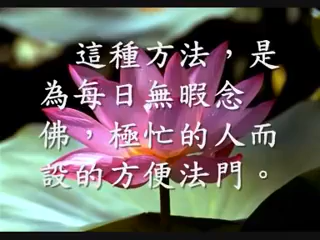 這種方法，是
為每日無暇念
佛，極忙的人而
設的方便法門。